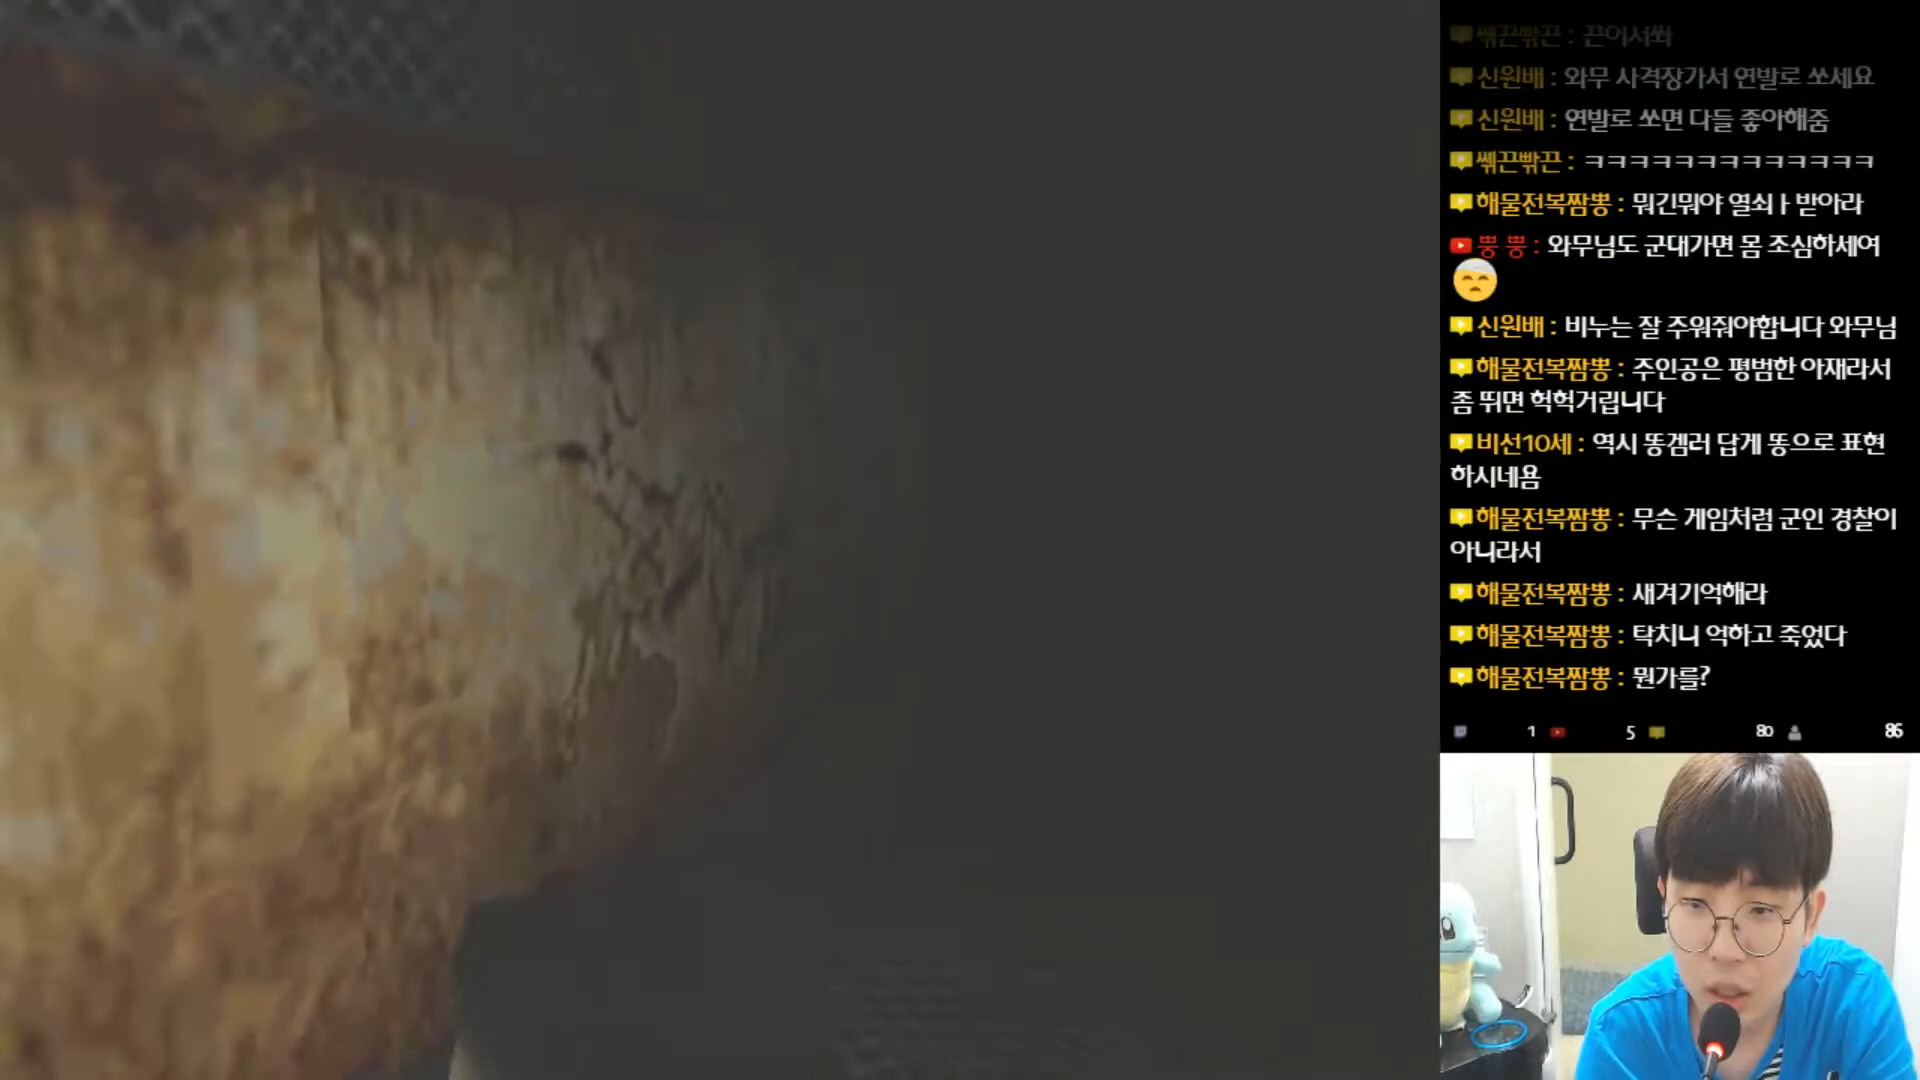 쎾끈빢끈 : 끈어서쏴
신원배 : 와무 사격장가서 연발로 쏘세요
신원배 : 연발로 쏘면 다들 좋아해줌
쎾끈빢끈 : ㅋㅋㅋㅋㅋㅋㅋㅋㅋㅋㅋㅋㅋ
해물전복짬뽕 : 뭐긴뭐야 열쇠ㅏ 받아라
뿡 뿡 : 와무님도 군대가면 몸 조심하세여
신원배 : 비누는 잘 주워줘야합니다 와무님
해물전복짬뽕 : 주인공은 평범한 아재라서
좀 뛰면 헉헉거립니다
비선10세 : 역시 똥겜러 답게 똥으로 표현
하시네욤
해물전복짬뽕 : 무슨 게임처럼 군인 경찰이
아니라서
해물전복짬뽕 : 새겨기억해라
해물전복짬뽕 : 탁치니 억하고 죽었다
해물전복짬뽕 : 뭔가를?
1 5 80 86